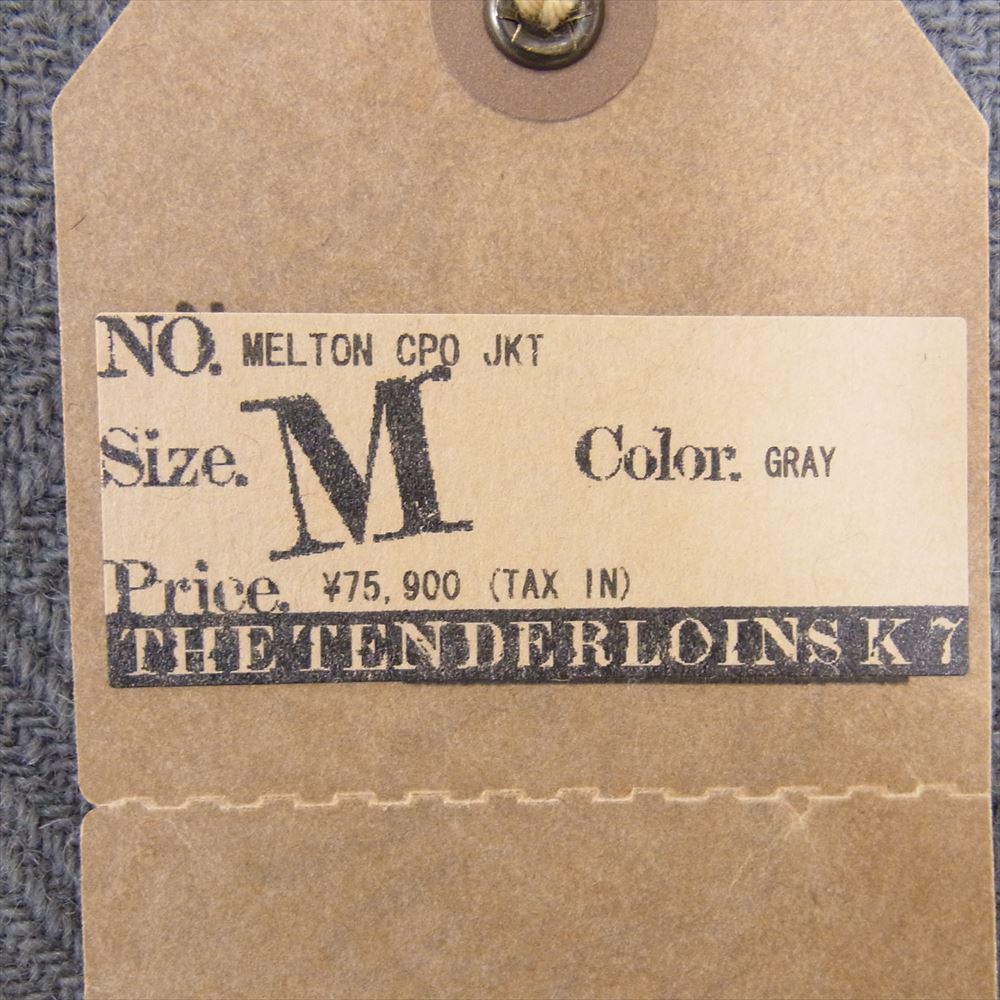 NO. MELTON CPO JKT
Size. M Color. GRAY
Price. ¥75,900 (TAX IN)
THE TENDERLOINS K 7